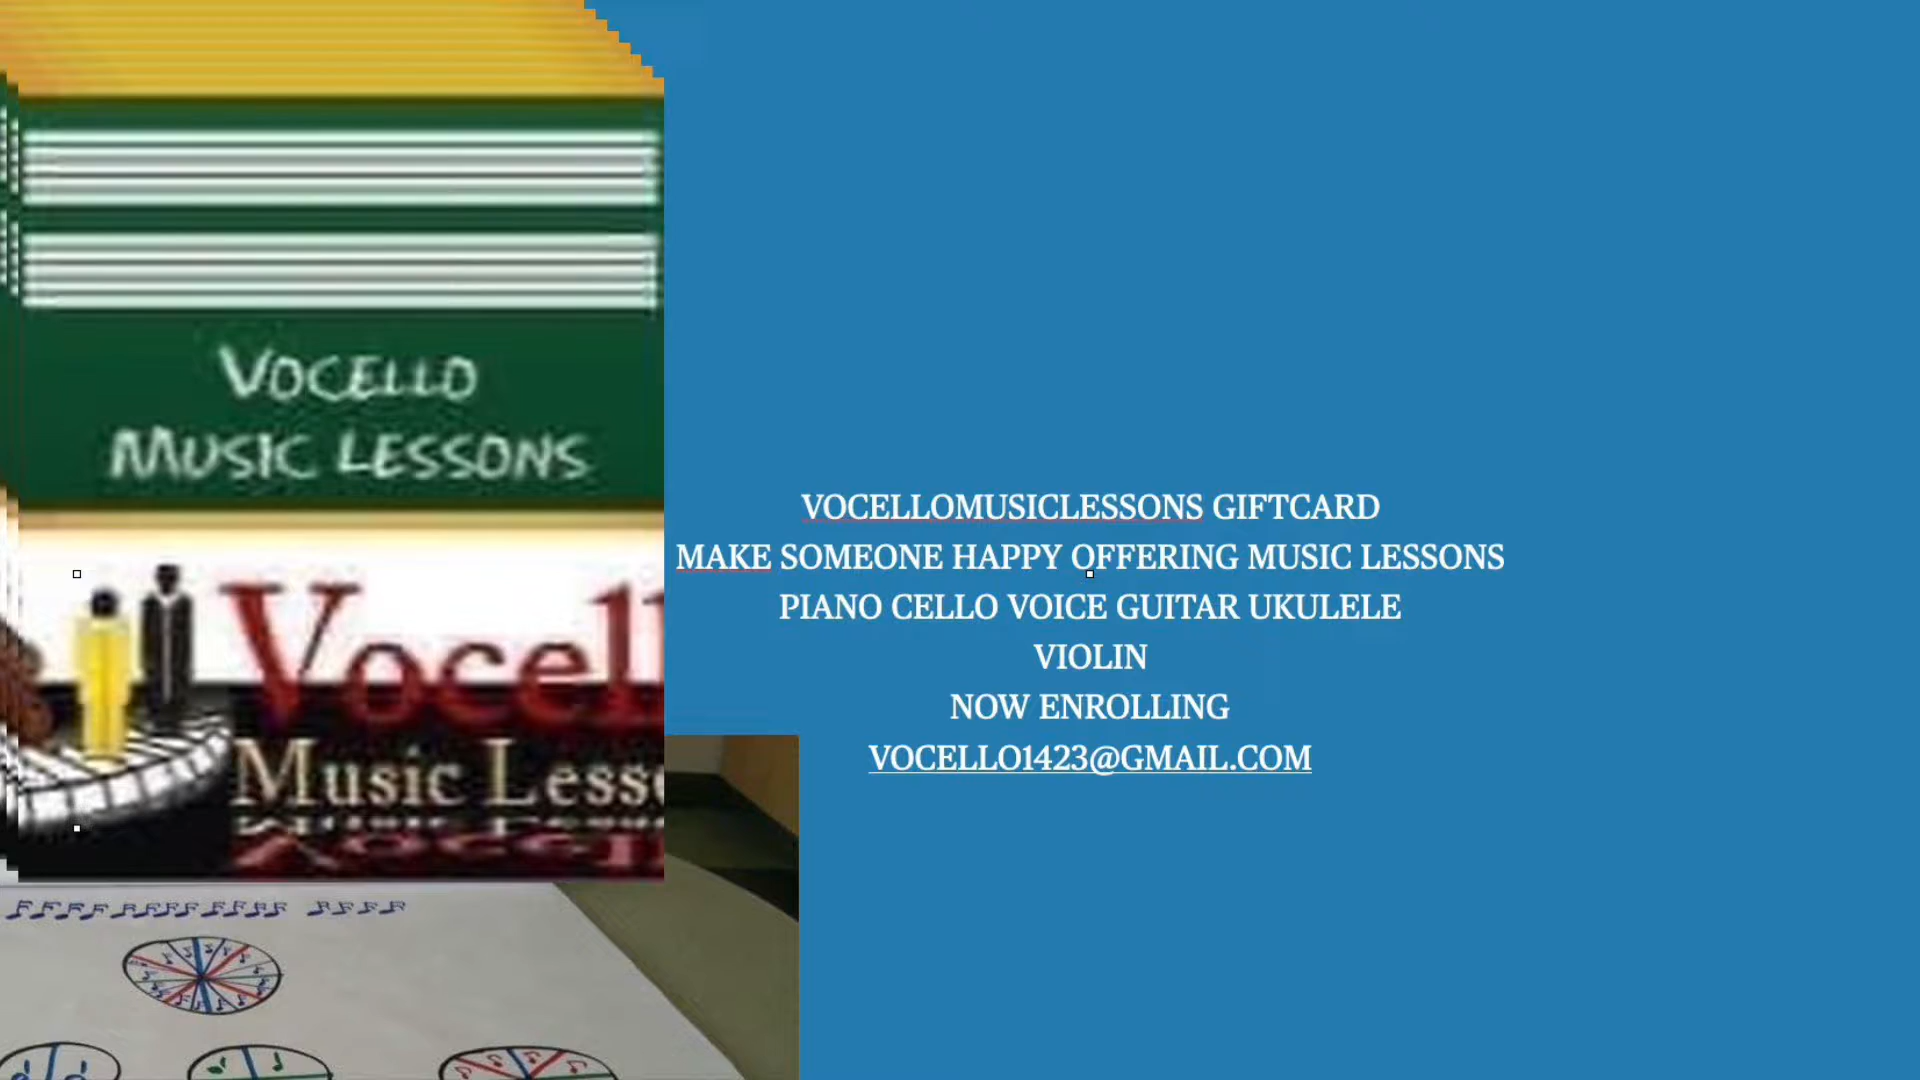 VOCELLO
MUSIC LESSONS
Vocell
Music Less
VOCELLOMUSICLESSONS GIFTCARD
MAKE SOMEONE HAPPY OFFERING MUSIC LESSONS
PIANO CELLO VOICE GUITAR UKULELE
VIOLIN
NOW ENROLLING
VOCELLO1423@GMAIL.COM